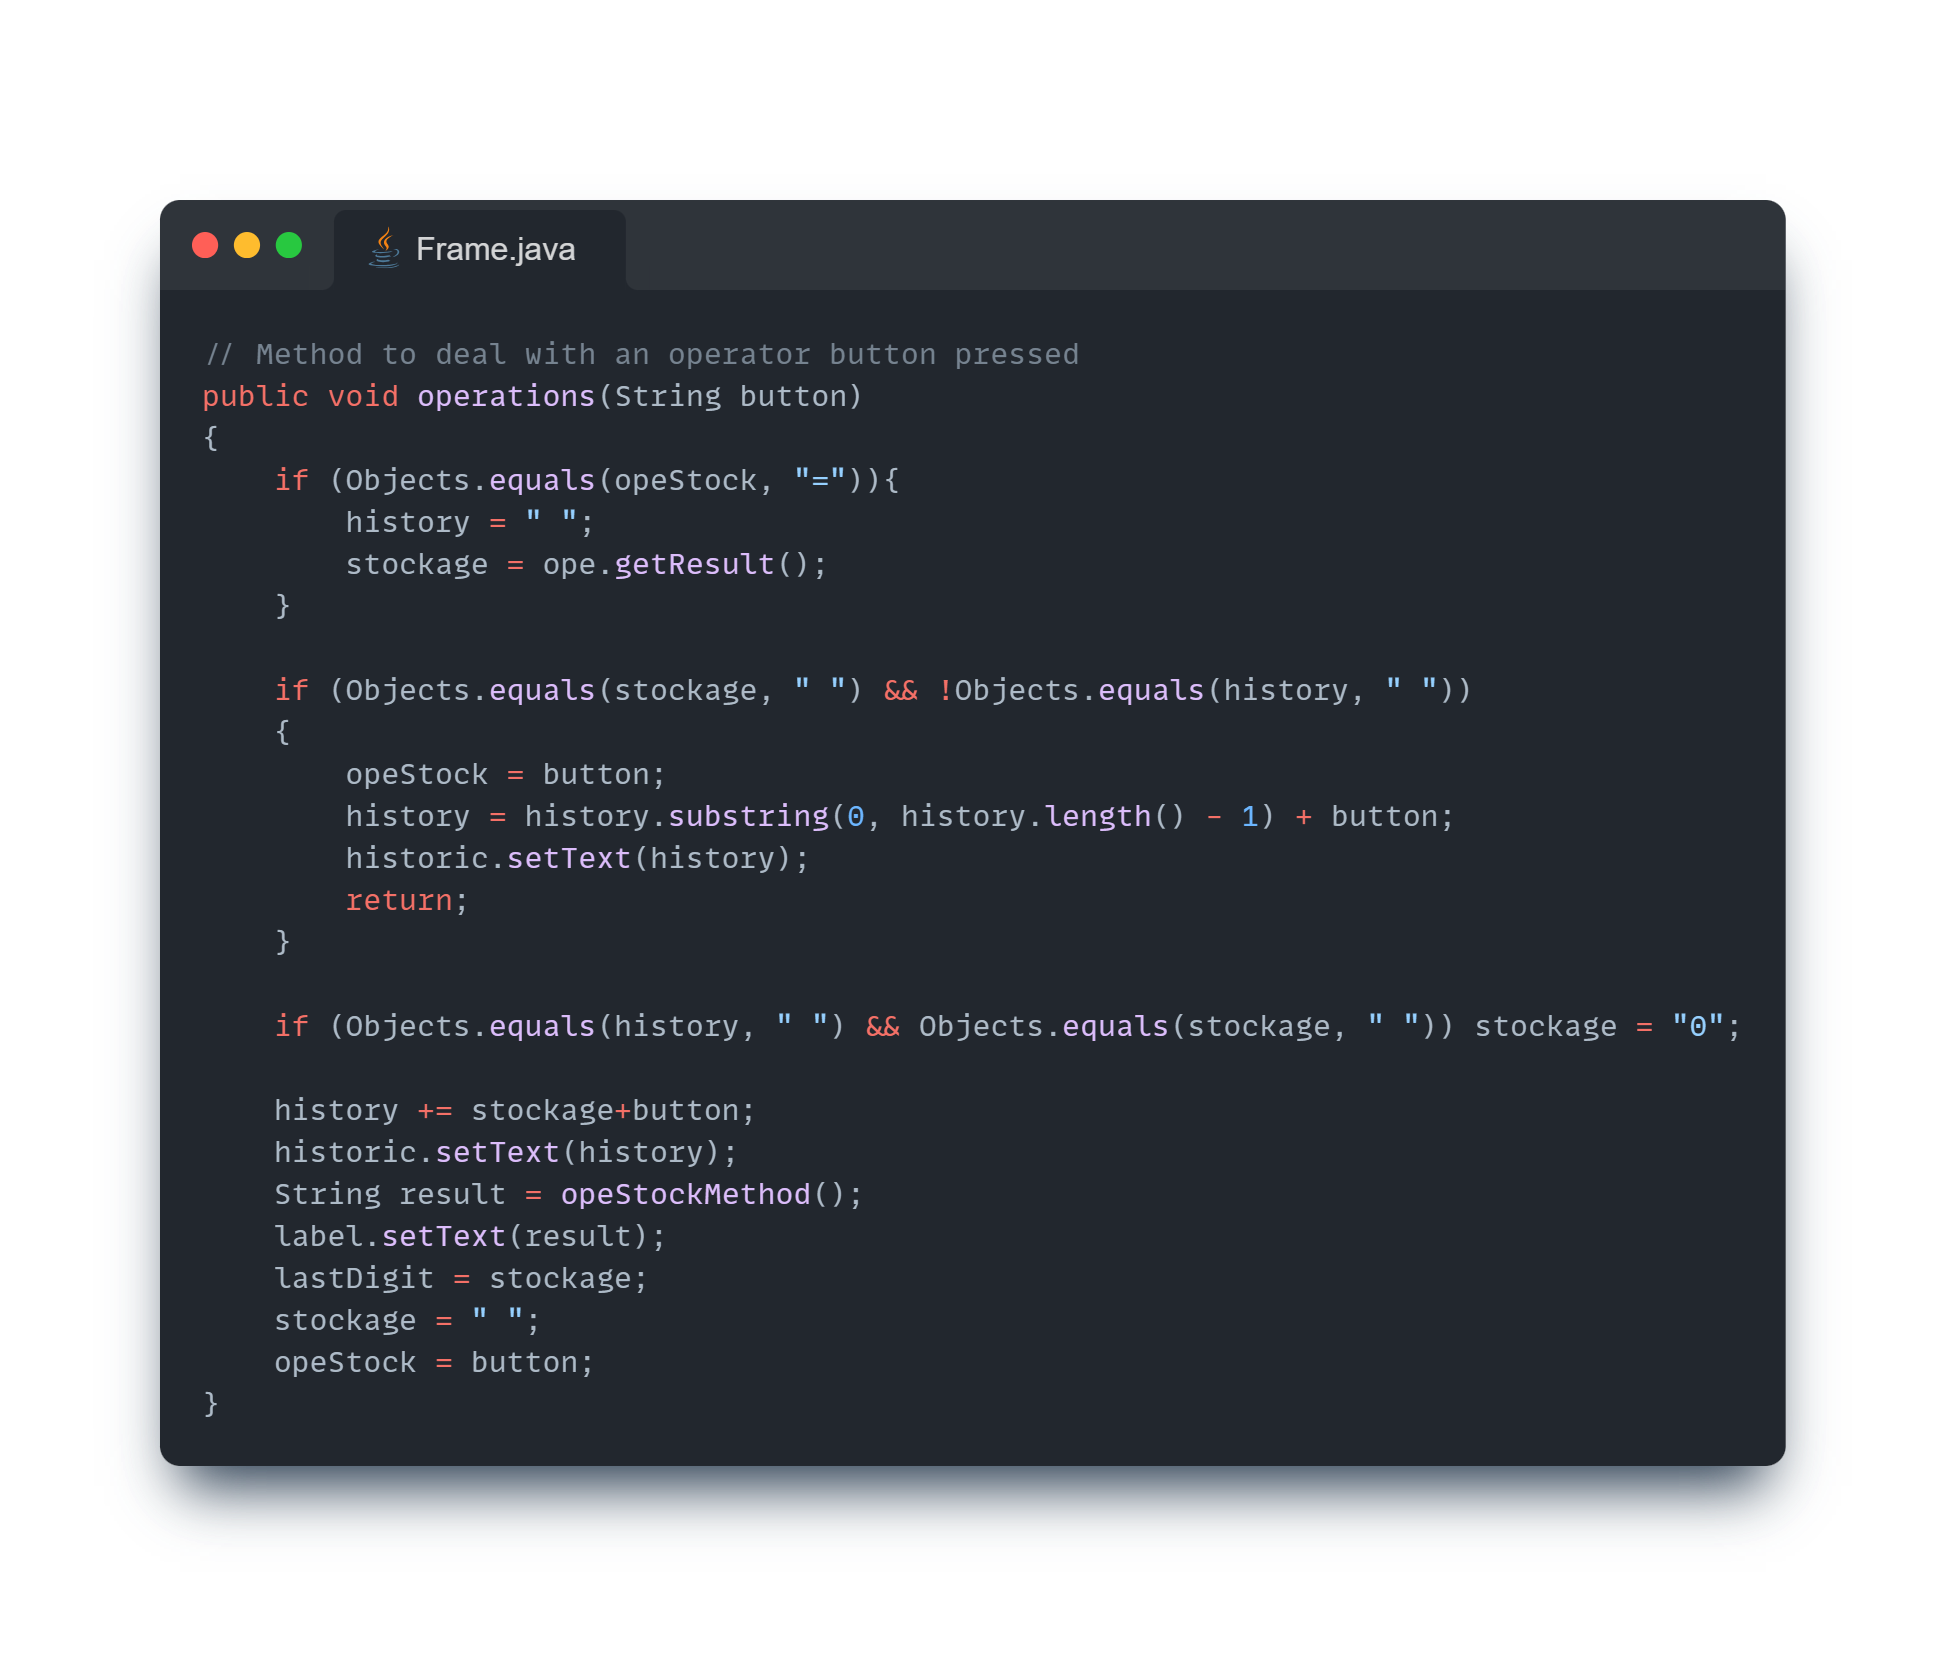 Frame.java
// Method to deal with an operator button pressed
public void operations(String button)
{
    if (Objects.equals(opeStock, "=")){
        history = " ";
        stockage = ope.getResult();
    }

    if (Objects.equals(stockage, " ") && !Objects.equals(history, " "))
    {
        opeStock = button;
        history = history.substring(0, history.length() - 1) + button;
        historic.setText(history);
        return;
    }

    if (Objects.equals(history, " ") && Objects.equals(stockage, " ")) stockage = "0";

    history += stockage+button;
    historic.setText(history);
    String result = opeStockMethod();
    label.setText(result);
    lastDigit = stockage;
    stockage = " ";
    opeStock = button;
}